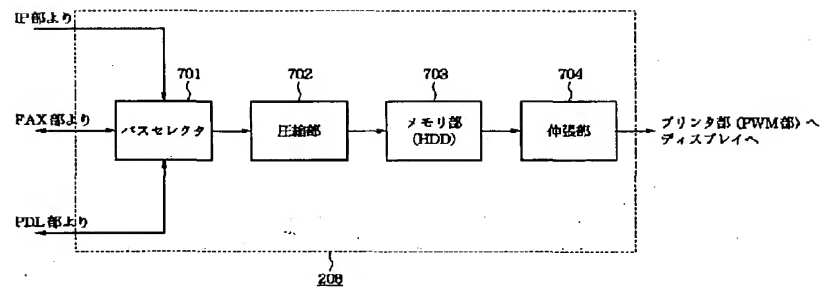 IP部より
701
702
703
704
FAX部より
バスセレクタ
圧縮部
メモリ部
(HDD)
伸張部
プリンタ部(PWM部)へ
ディスプレイへ
PDL部より
208